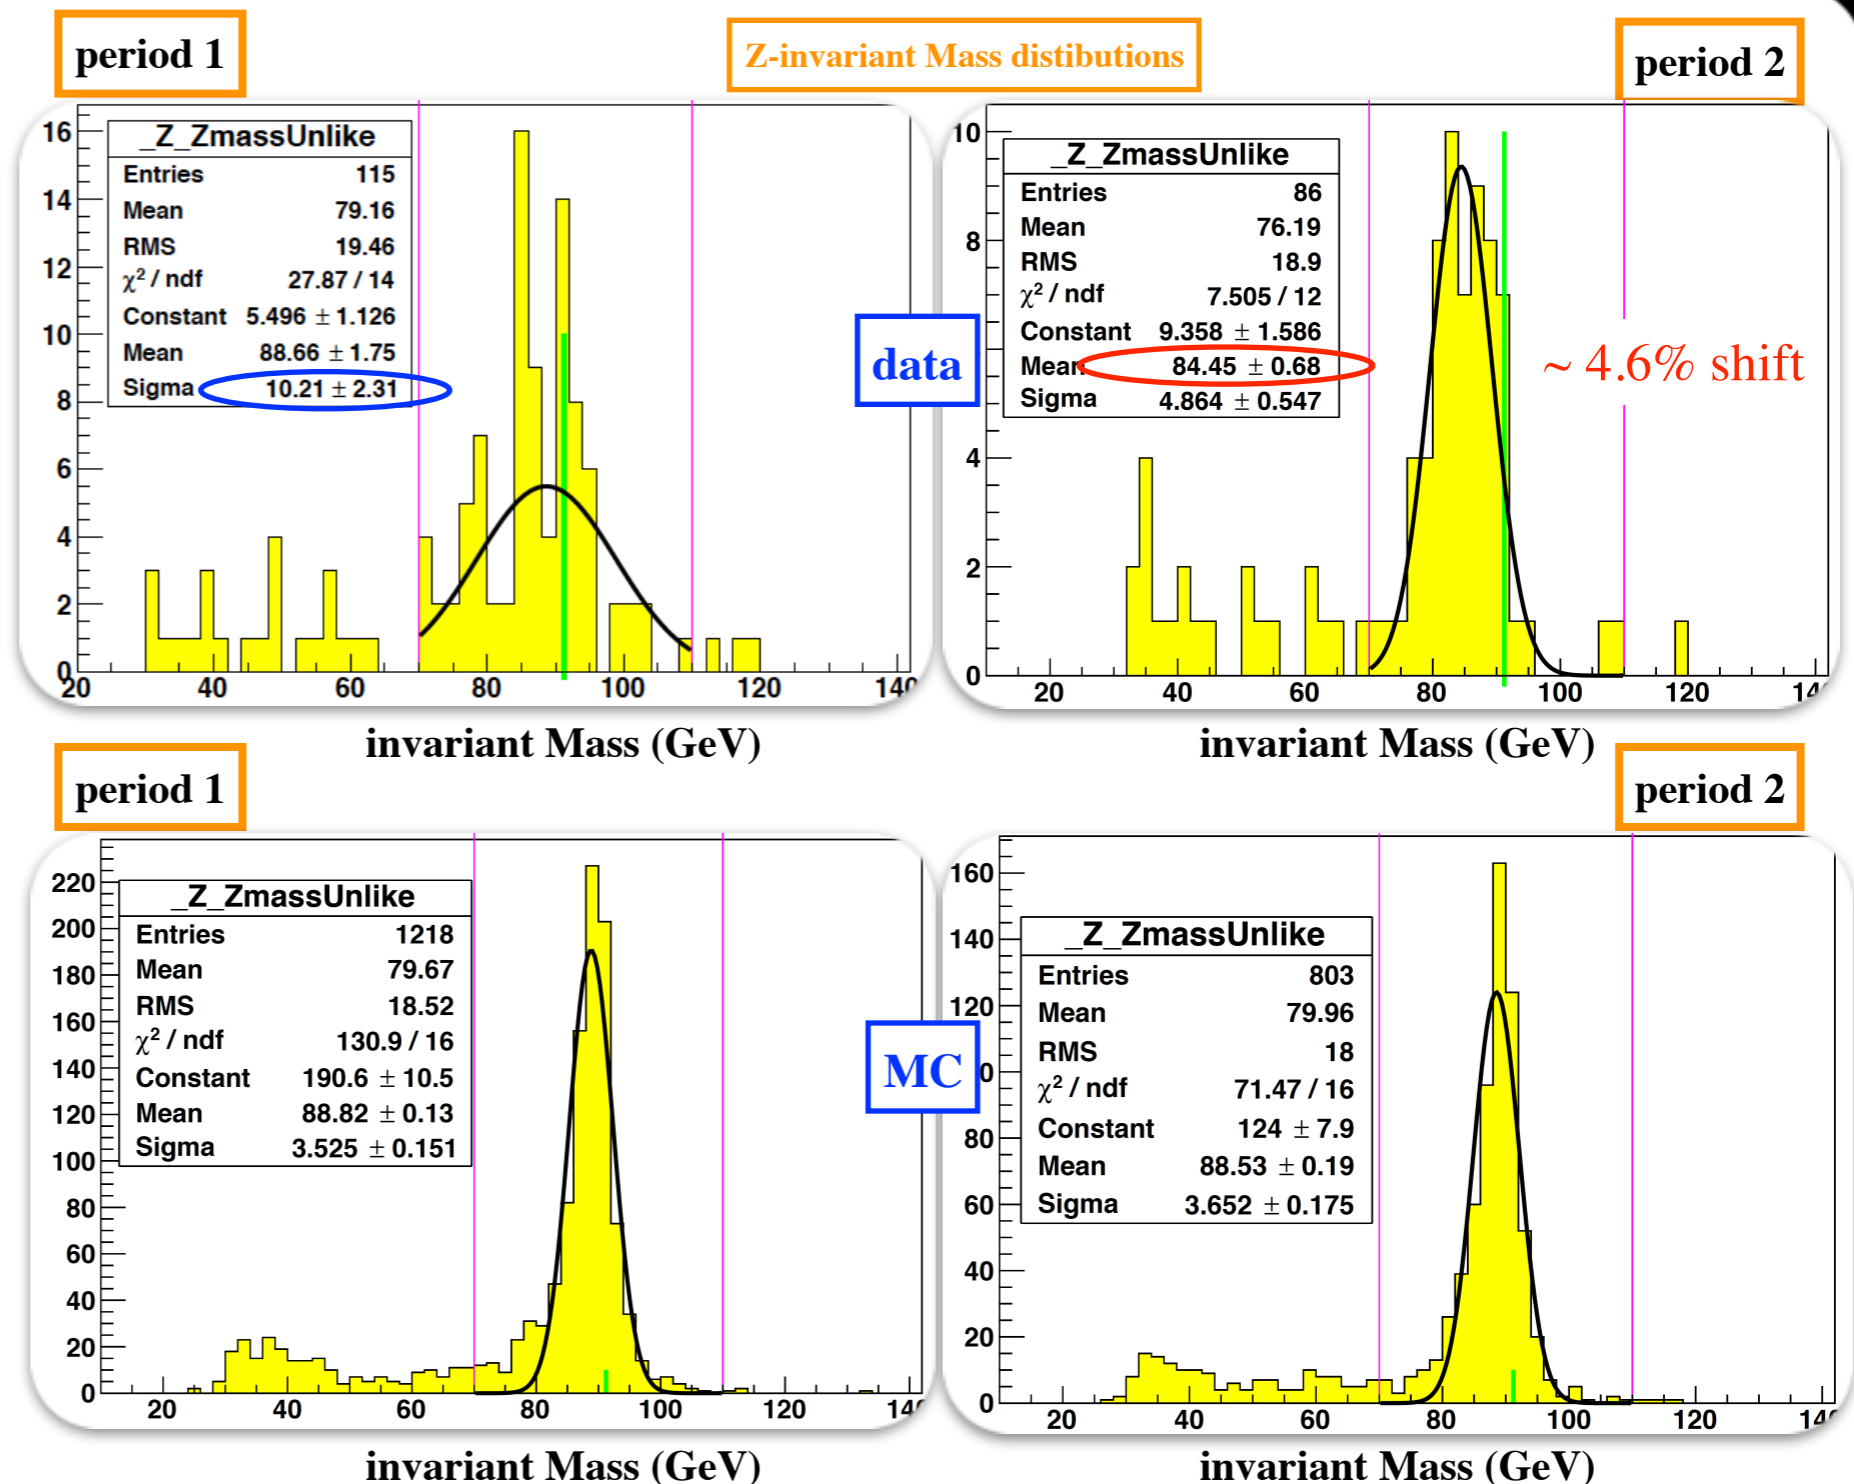 period 1
Z-invariant Mass distibutions
period 2
_Z_ZmassUnlike
Entries 115
Mean 79.16
RMS 19.46
χ² / ndf 27.87 / 14
Constant 5.496 ± 1.126
Mean 88.66 ± 1.75
Sigma 10.21 ± 2.31
16
14
12
10
8
6
4
2
0
20 40 60 80 100 120 140
invariant Mass (GeV)
data
_Z_ZmassUnlike
Entries 86
Mean 76.19
RMS 18.9
χ² / ndf 7.505 / 12
Constant 9.358 ± 1.586
Mean 84.45 ± 0.68
Sigma 4.864 ± 0.547
~ 4.6% shift
10
8
4
2
0
20 40 60 80 100 120 14
invariant Mass (GeV)
period 1
period 2
_Z_ZmassUnlike
Entries 1218
Mean 79.67
RMS 18.52
χ² / ndf 130.9 / 16
Constant 190.6 ± 10.5
Mean 88.82 ± 0.13
Sigma 3.525 ± 0.151
220
200
180
160
140
120
100
80
60
40
20
0
20 40 60 80 100 120 140
invariant Mass (GeV)
MC
_Z_ZmassUnlike
Entries 803
Mean 79.96
RMS 18
χ² / ndf 71.47 / 16
Constant 124 ± 7.9
Mean 88.53 ± 0.19
Sigma 3.652 ± 0.175
160
140
120
0
80
60
40
20
0
20 40 60 80 100 120 14
invariant Mass (GeV)